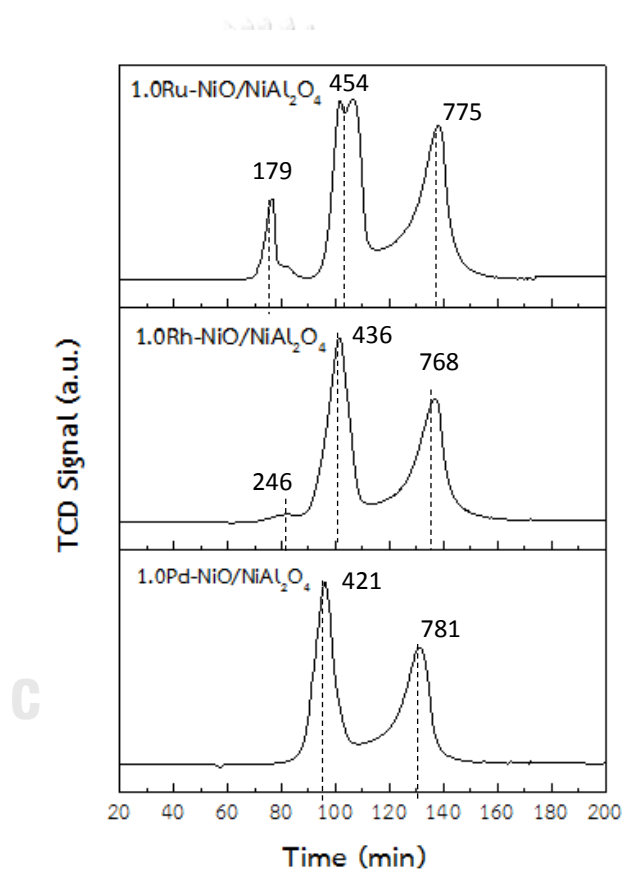 1.0Ru-NiO/NiAl2O4
454
775
179
1.0Rh-NiO/NiAl2O4
436
768
246
1.0Pd-NiO/NiAl2O4
421
781
TCD Signal (a.u.)
C
20 40 60 80 100 120 140 160 180 200
Time (min)